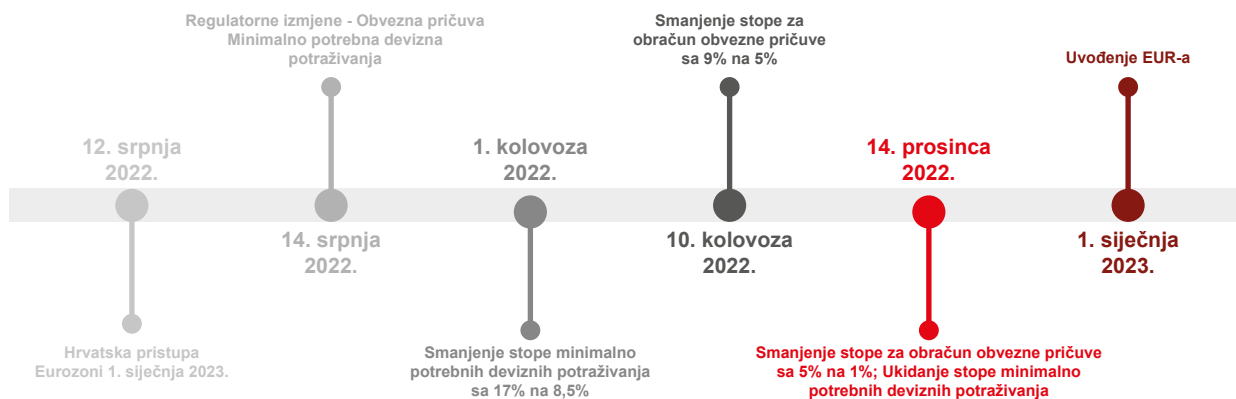 12. srpnja
2022.
Hrvatska pristupa
Eurozoni 1. siječnja 2023.
Regulatorne izmjene - Obvezna pričuva
Minimalno potrebna devizna
potraživanja
14. srpnja
2022.
1. kolovoza
2022.
Smanjenje stope minimalno
potrebnih deviznih potraživanja
sa 17% na 8,5%
Smanjenje stope za
obračun obvezne pričuve
sa 9% na 5%
10. kolovoza
2022.
14. prosinca
2022.
Smanjenje stope za obračun obvezne pričuve
sa 5% na 1%; Ukidanje stope minimalno
potrebnih deviznih potraživanja
Uvođenje EUR-a
1. siječnja
2023.